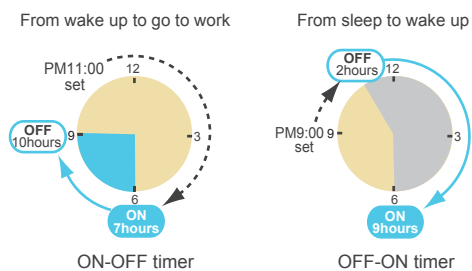 From wake up to go to work
PM11:00
set
12
OFF
10hours
9
3
6
ON
7hours
ON-OFF timer
From sleep to wake up
OFF
2hours
12
PM9:00
set
9
3
6
ON
9hours
OFF-ON timer